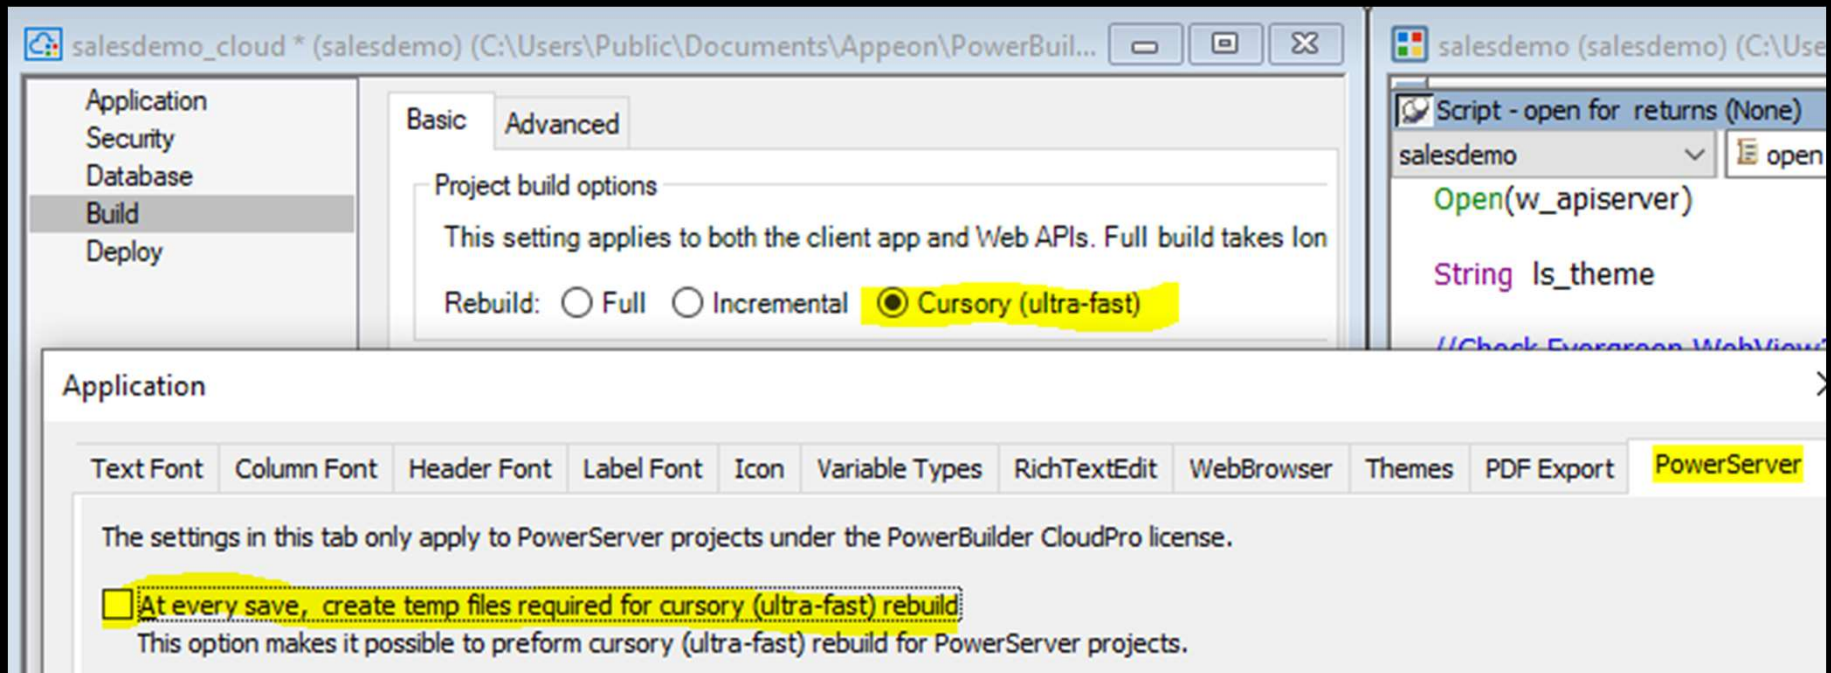 salesdemo_cloud * (salesdemo) (C:\Users\Public\Documents\Appeon\PowerBuil...
Application
Security
Database
Build
Deploy
Basic
Advanced
Project build options
This setting applies to both the client app and Web APIs. Full build takes lon
Rebuild: Full Incremental Cursory (ultra-fast)
salesdemo (salesdemo) (C:\Use
Script - open for returns (None)
salesdemo
open
Open(w_apiserver)
String ls_theme
//Check Evergreen WebView2
Application
Text Font Column Font Header Font Label Font Icon Variable Types RichTextEdit WebBrowser Themes PDF Export PowerServer
The settings in this tab only apply to PowerServer projects under the PowerBuilder CloudPro license.
At every save, create temp files required for cursory (ultra-fast) rebuild
This option makes it possible to preform cursory (ultra-fast) rebuild for PowerServer projects.